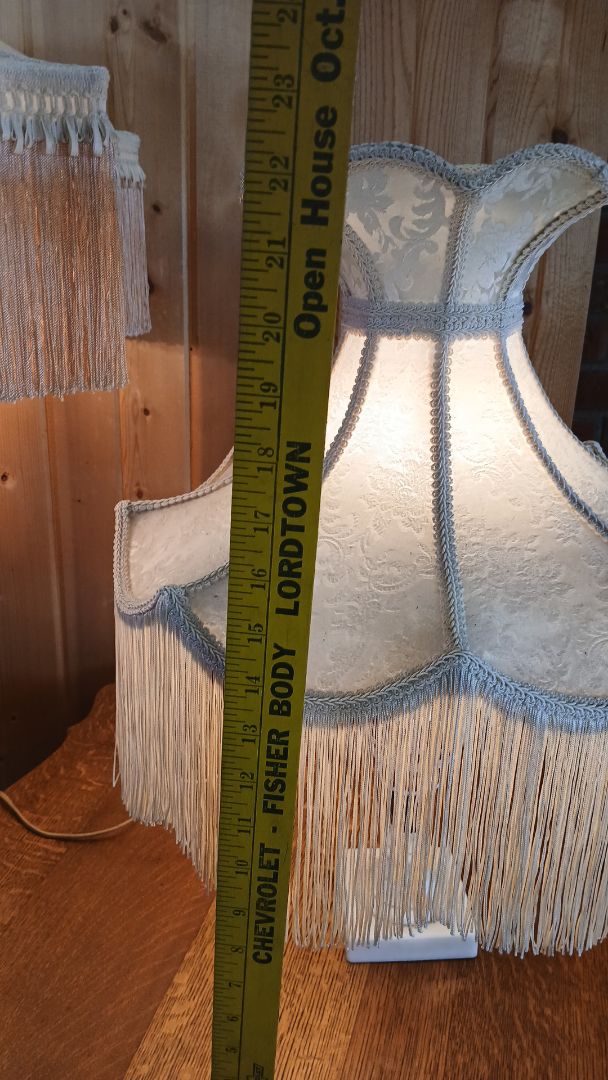 CHEVROLET - FISHER BODY LORDTOWN Open House Oct.
5 6 7 8 9 10 11 12 13 14 15 16 17 18 19 20 21 22 23